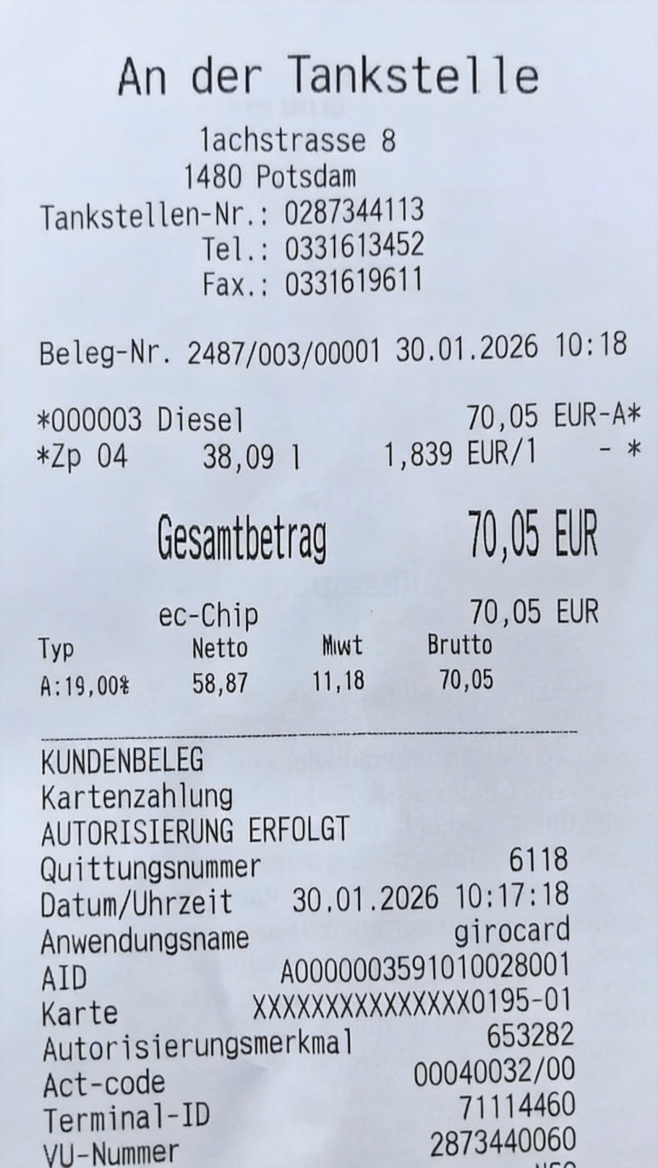 An der Tankstelle
lachstrasse 8
1480 Potsdam
Tankstellen-Nr.: 0287344113
Tel.: 0331613452
Fax.: 0331619611
Beleg-Nr. 2487/003/00001 30.01.2026 10:18
*000003 Diesel 70,05 EUR-A*
*Zp 04 38,09 l 1,839 EUR/l - *
Gesamtbetrag 70,05 EUR
ec-Chip 70,05 EUR
Typ Netto Mwt Brutto
A:19,00% 58,87 11,18 70,05
KUNDENBELEG
Kartenzahlung
AUTORISIERUNG ERFOLGT
Quittungsnummer 6118
Datum/Uhrzeit 30.01.2026 10:17:18
Anwendungsname girocard
AID A0000003591010028001
Karte XXXXXXXXXXXXXXX0195-01
Autorisierungsmerkmal 653282
Act-code 00040032/00
Terminal-ID 71114460
VU-Nummer 2873440060